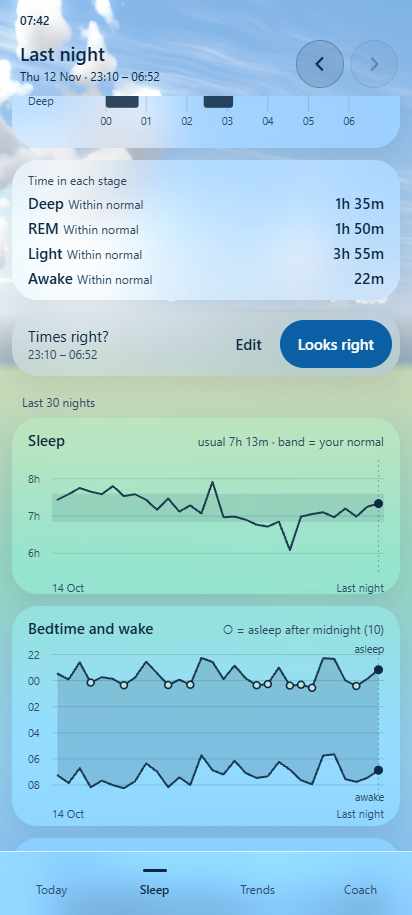 07:42
Last night
Thu 12 Nov · 23:10 – 06:52
Deep
00 01 02 03 04 05 06
Time in each stage
Deep Within normal 1h 35m
REM Within normal 1h 50m
Light Within normal 3h 55m
Awake Within normal 22m
Times right?
23:10 – 06:52
Edit
Looks right
Last 30 nights
Sleep usual 7h 13m · band = your normal
8h
7h
6h
14 Oct Last night
Bedtime and wake O = asleep after midnight (10)
asleep
22
00
02
04
06
08
awake
14 Oct Last night
Today Sleep Trends Coach